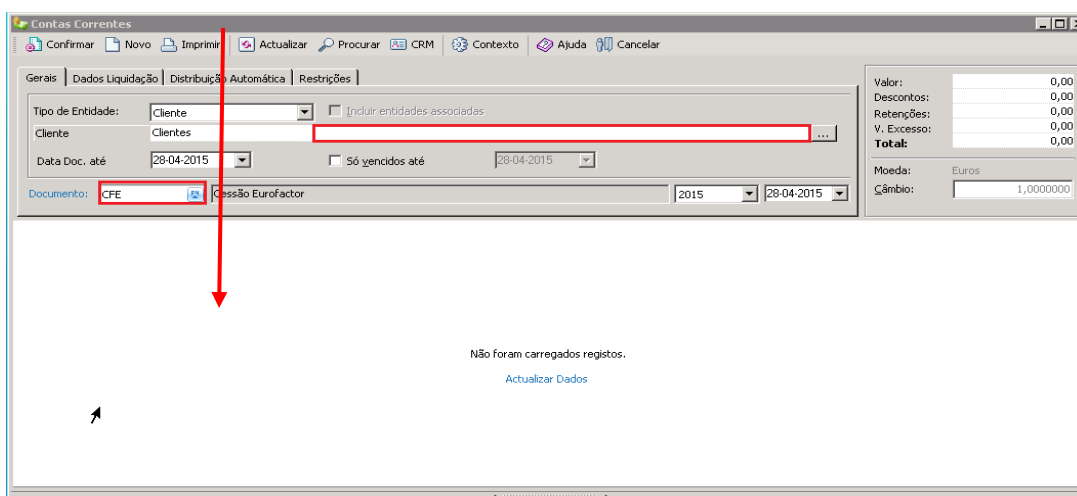 Contas Correntes
Confirmar Novo Imprimir Actualizar Procurar CRM Contexto Ajuda Cancelar
Gerais Dados Liquidação Distribuição Automática Restrições
Tipo de Entidade: Cliente Incluir entidades associadas
Cliente Clientes ...
Data Doc. até 28-04-2015 Só vencidos até 28-04-2015
Documento: CFE Cessão Eurofactor 2015 28-04-2015
Valor: 0,00
Descontos: 0,00
Retenções: 0,00
V. Excesso: 0,00
Total: 0,00
Moeda: Euros
Câmbio: 1,0000000
Não foram carregados registos.
Actualizar Dados